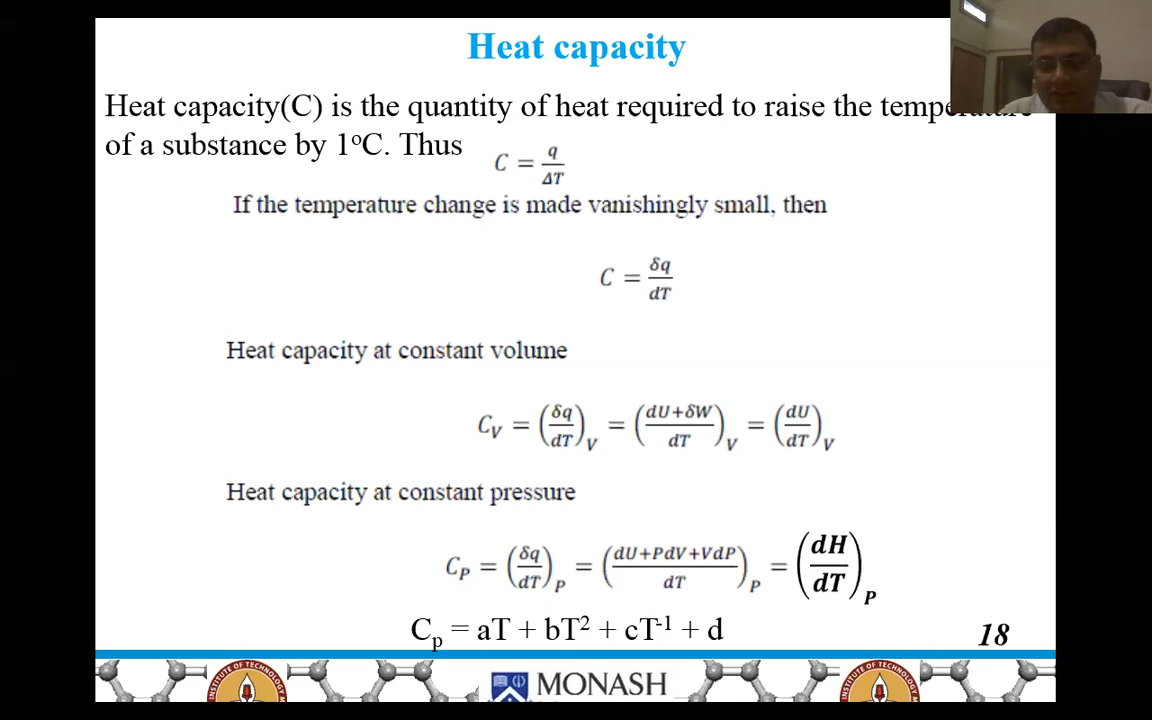 Heat capacity
Heat capacity(C) is the quantity of heat required to raise the temperature
of a substance by 1°C. Thus C = q/ΔT
If the temperature change is made vanishingly small, then
C = δq/dT
Heat capacity at constant volume
C_V = (δq/dT)_V = (dU+δW/dT)_V = (dU/dT)_V
Heat capacity at constant pressure
C_P = (δq/dT)_P = (dU+PdV+VdP/dT)_P = (dH/dT)_P
C_p = aT + bT² + cT⁻¹ + d
18
MONASH